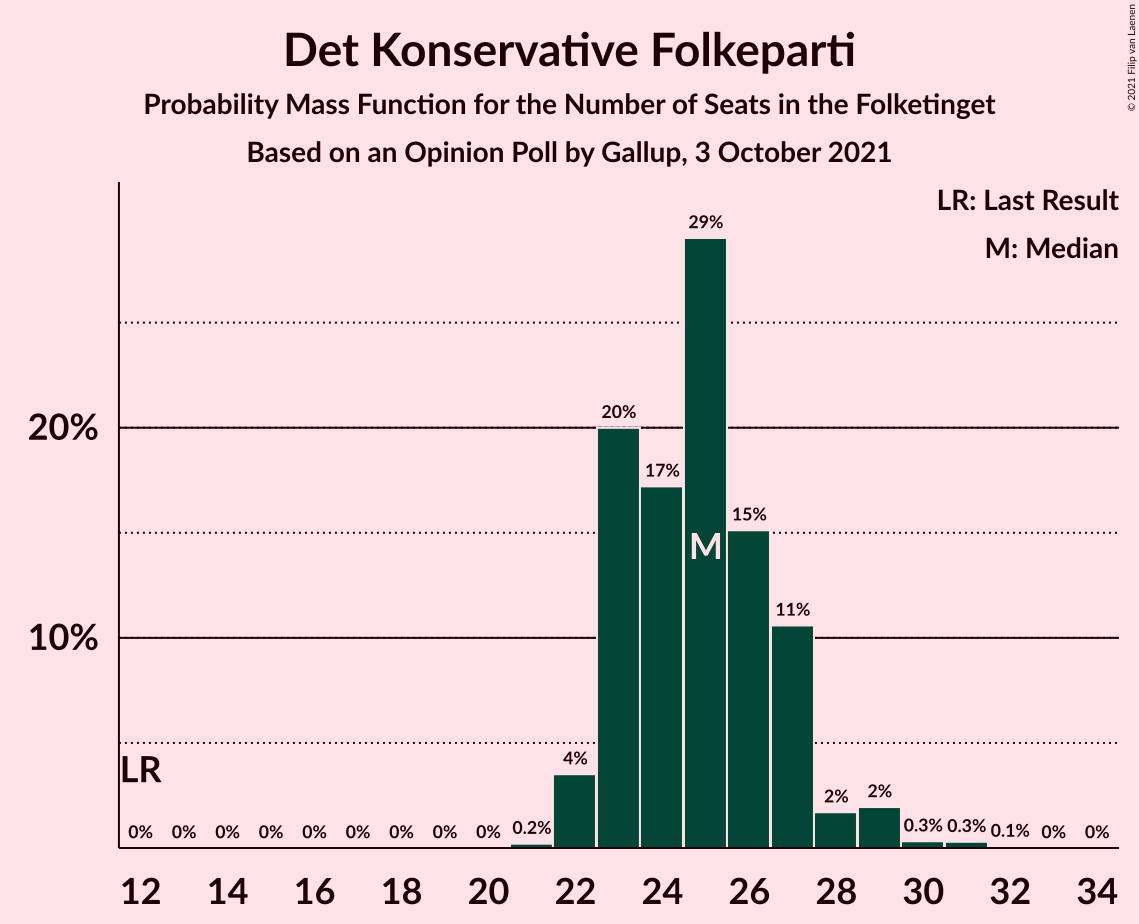 Det Konservative Folkeparti
Probability Mass Function for the Number of Seats in the Folketinget
Based on an Opinion Poll by Gallup, 3 October 2021
© 2021 Filip van Laenen
LR: Last Result
M: Median
29%
20%
20%
17%
15%
M
11%
10%
LR
4%
2%
2%
0% 0% 0% 0% 0% 0% 0% 0% 0% 0.2% 0.3% 0.3% 0.1% 0% 0%
12 14 16 18 20 22 24 26 28 30 32 34